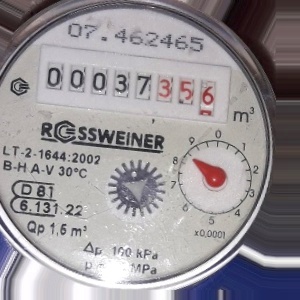 07.462465
00037356
m³
ROSSWEINER
LT-2-1644:2002
B-H A-V 30°C
D 81
6.131.22
Qp 1,5 m³
9 0 1
8 2
7 3
6 5 4
x0,0001
Δp 100 kPa
MPa